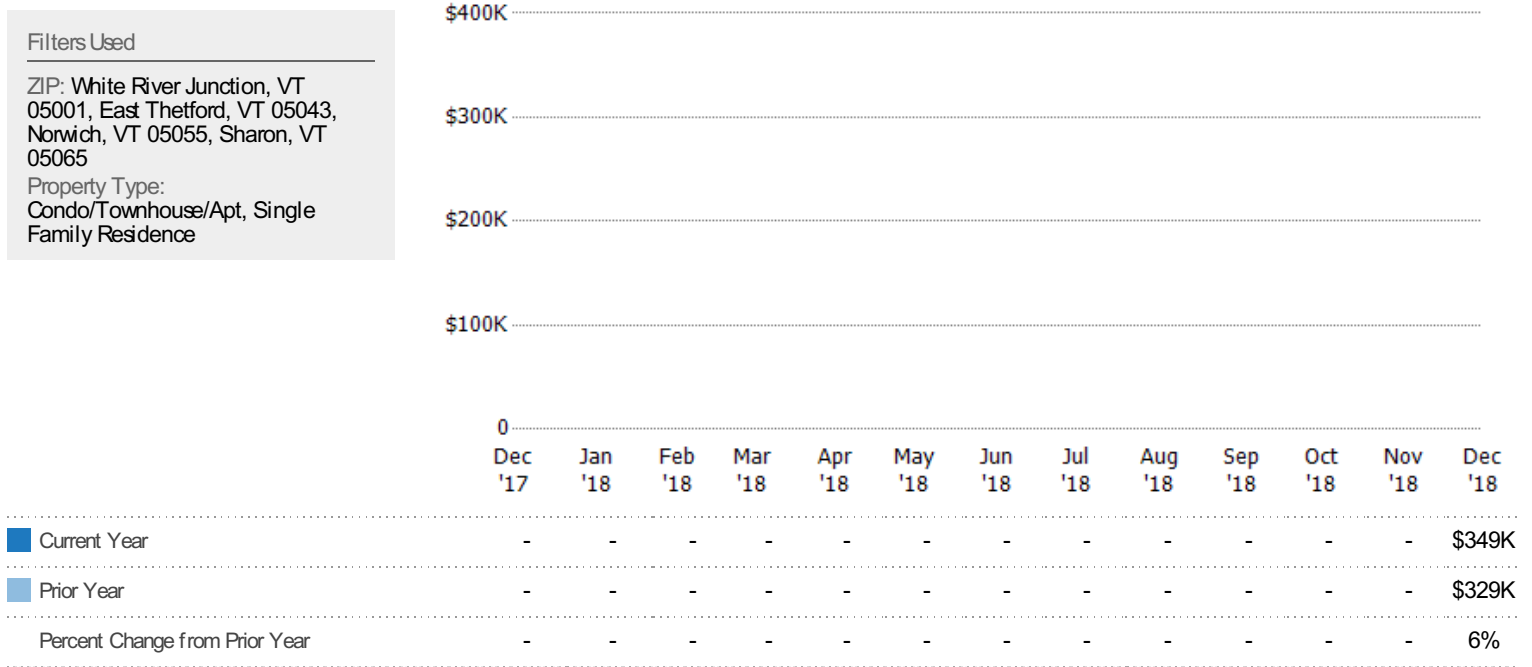 Filters Used
ZIP: White River Junction, VT
05001, East Thetford, VT 05043,
Norwich, VT 05055, Sharon, VT
05065
Property Type:
Condo/Townhouse/Apt, Single
Family Residence
$400K
$300K
$200K
$100K
0
Dec Jan Feb Mar Apr May Jun Jul Aug Sep Oct Nov Dec
'17 '18 '18 '18 '18 '18 '18 '18 '18 '18 '18 '18 '18
Current Year - - - - - - - - - - - - $349K
Prior Year - - - - - - - - - - - - $329K
Percent Change from Prior Year - - - - - - - - - - - - 6%